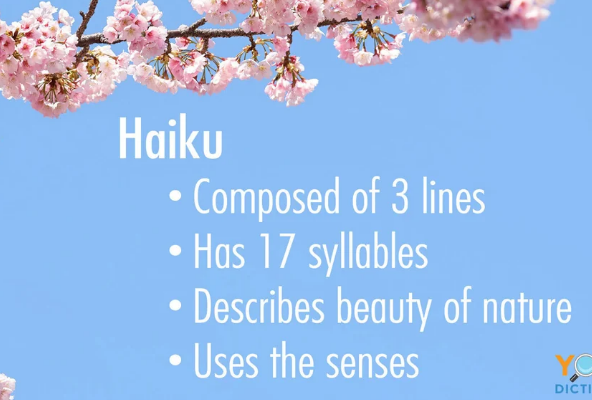 Haiku
• Composed of 3 lines
• Has 17 syllables
• Describes beauty of nature
• Uses the senses